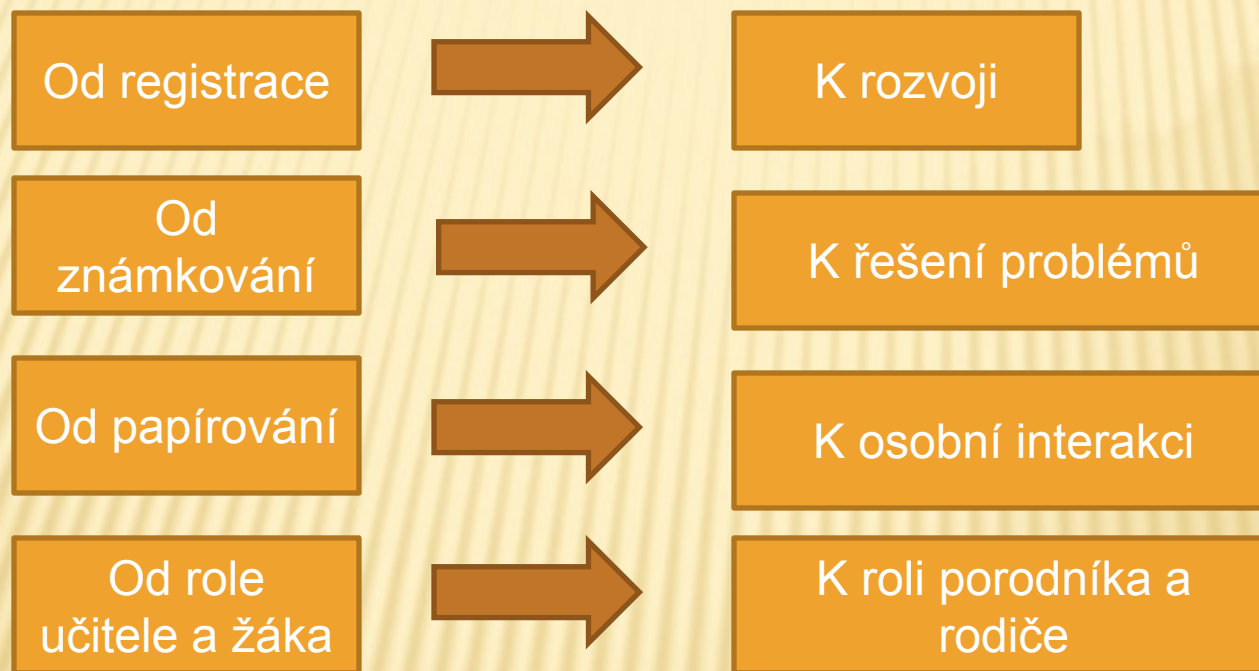 Od registrace
K rozvoji
Od
známkování
K řešení problémů
Od papírování
K osobní interakci
Od role
učitele a žáka
K roli porodníka a
rodiče